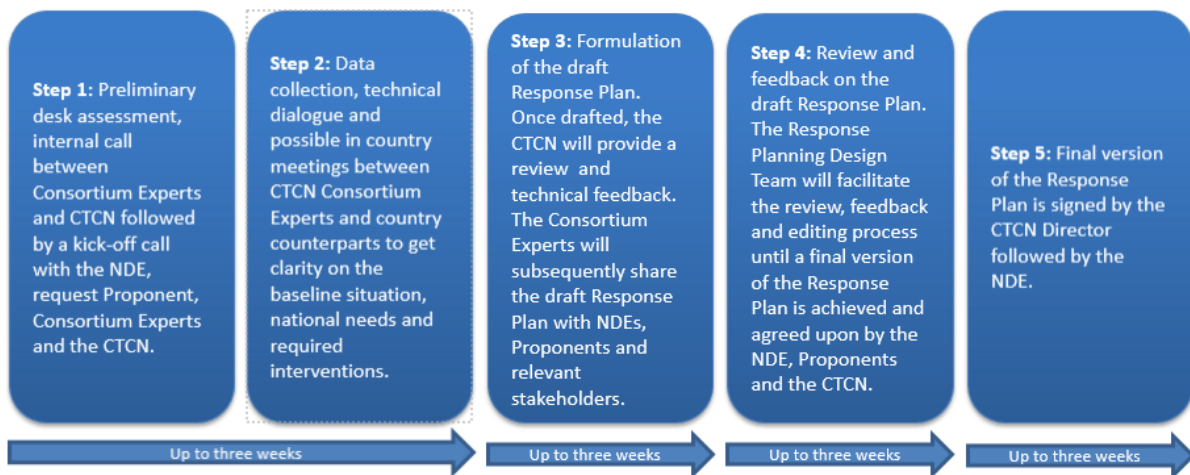 Step 1: Preliminary
desk assessment,
internal call
between
Consortium Experts
and CTCN followed
by a kick-off call
with the NDE,
request Proponent,
Consortium Experts
and the CTCN.
Step 2: Data
collection, technical
dialogue and
possible in country
meetings between
CTCN Consortium
Experts and country
counterparts to get
clarity on the
baseline situation,
national needs and
required
interventions.
Step 3: Formulation
of the draft
Response Plan.
Once drafted, the
CTCN will provide a
review and
technical feedback.
The Consortium
Experts will
subsequently share
the draft Response
Plan with NDEs,
Proponents and
relevant
stakeholders.
Step 4: Review and
feedback on the
draft Response Plan.
The Response
Planning Design
Team will facilitate
the review, feedback
and editing process
until a final version
of the Response
Plan is achieved and
agreed upon by the
NDE, Proponents
and the CTCN.
Step 5: Final version
of the Response
Plan is signed by the
CTCN Director
followed by the
NDE.
Up to three weeks
Up to three weeks
Up to three weeks
Up to three weeks